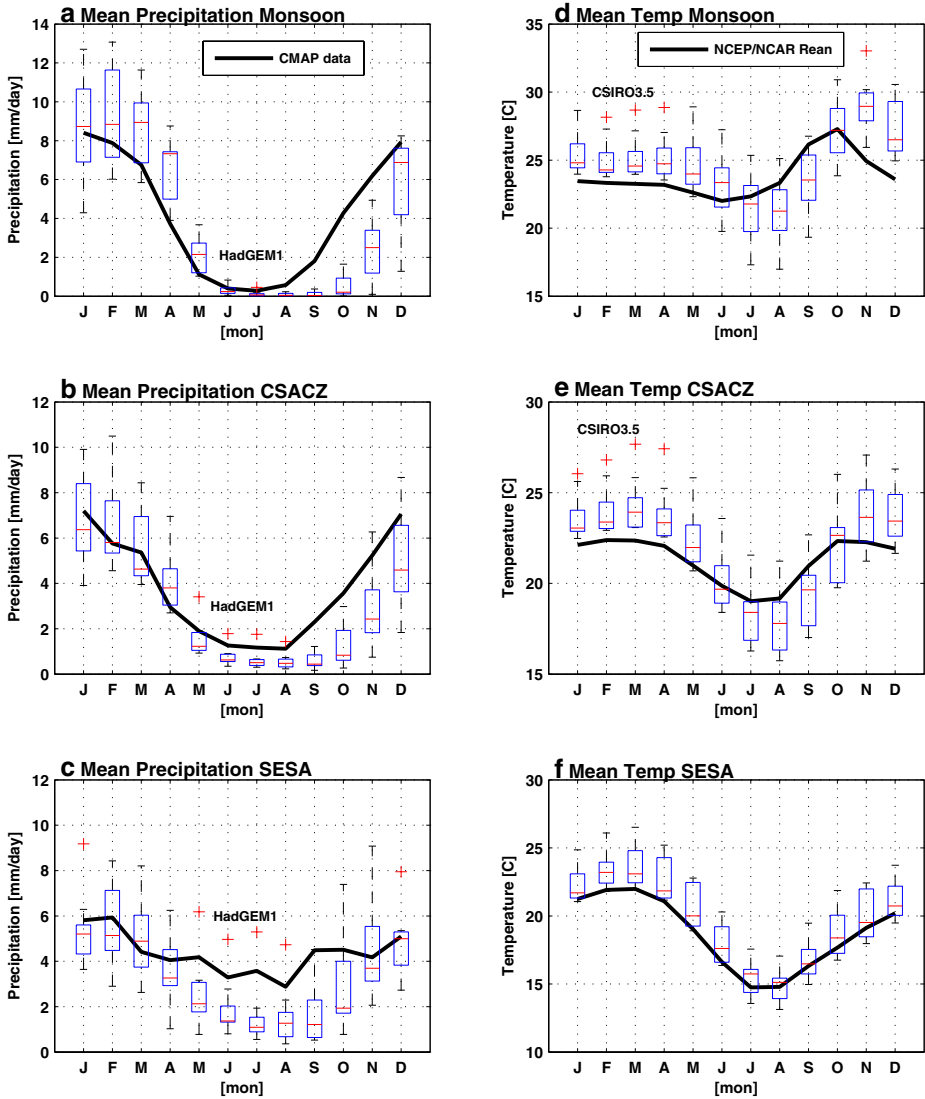 a Mean Precipitation Monsoon
14
12
10
8
6
4
2
0
Precipitation [mm/day]
CMAP data
HadGEM1
J F M A M J J A S O N D
[mon]
d Mean Temp Monsoon
35
30
25
20
15
Temperature [C]
NCEP/NCAR Rean
CSIRO3.5
J F M A M J J A S O N D
[mon]
b Mean Precipitation CSACZ
12
10
8
6
4
2
0
Precipitation [mm/day]
HadGEM1
J F M A M J J A S O N D
[mon]
e Mean Temp CSACZ
30
25
20
15
Temperature [C]
CSIRO3.5
J F M A M J J A S O N D
[mon]
c Mean Precipitation SESA
12
10
8
6
4
2
0
Precipitation [mm/day]
HadGEM1
J F M A M J J A S O N D
[mon]
f Mean Temp SESA
30
25
20
15
10
Temperature [C]
J F M A M J J A S O N D
[mon]